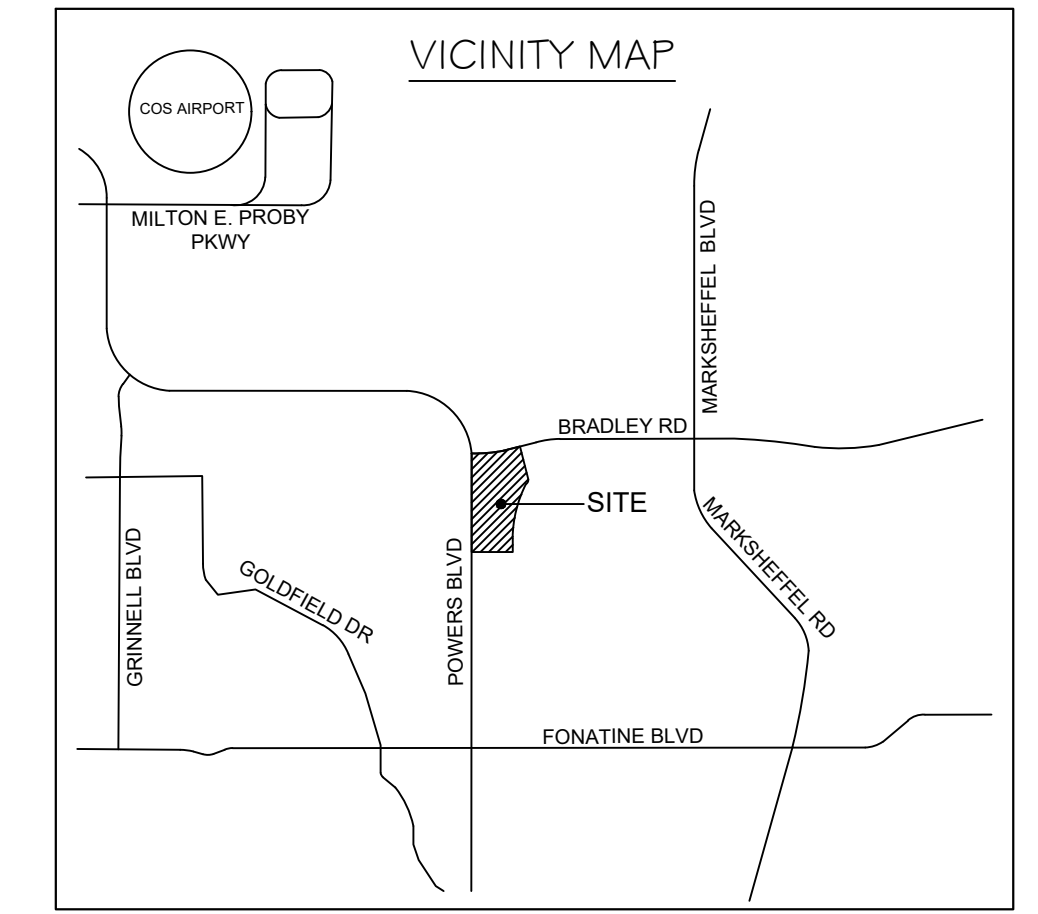 VICINITY MAP
COS AIRPORT
MILTON E. PROBY
PKWY
MARKSHEFFEL BLVD
BRADLEY RD
SITE
MARKSHEFFEL RD
GRINNELL BLVD
GOLDFIELD DR
POWERS BLVD
FONATINE BLVD